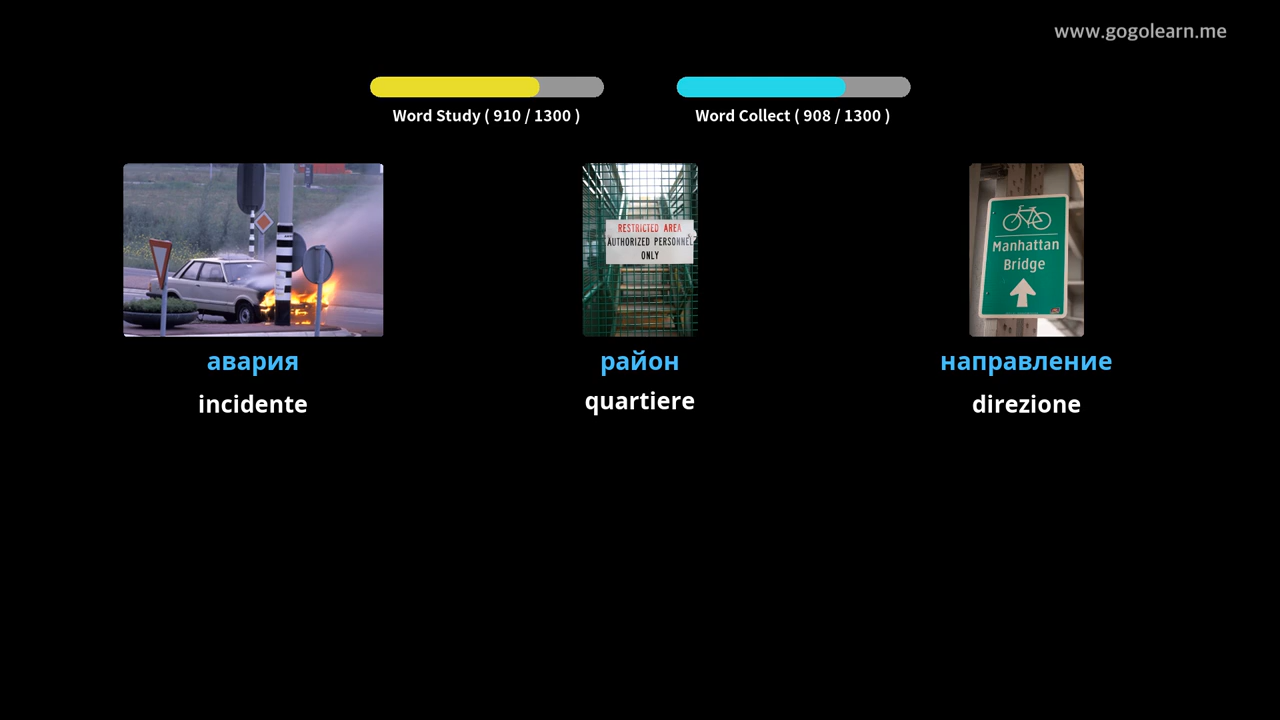 www.gogolearn.me
Word Study ( 910 / 1300 )
Word Collect ( 908 / 1300 )
RESTRICTED AREA
AUTHORIZED PERSONNEL
ONLY
Manhattan
Bridge
авария
район
направление
incidente
quartiere
direzione